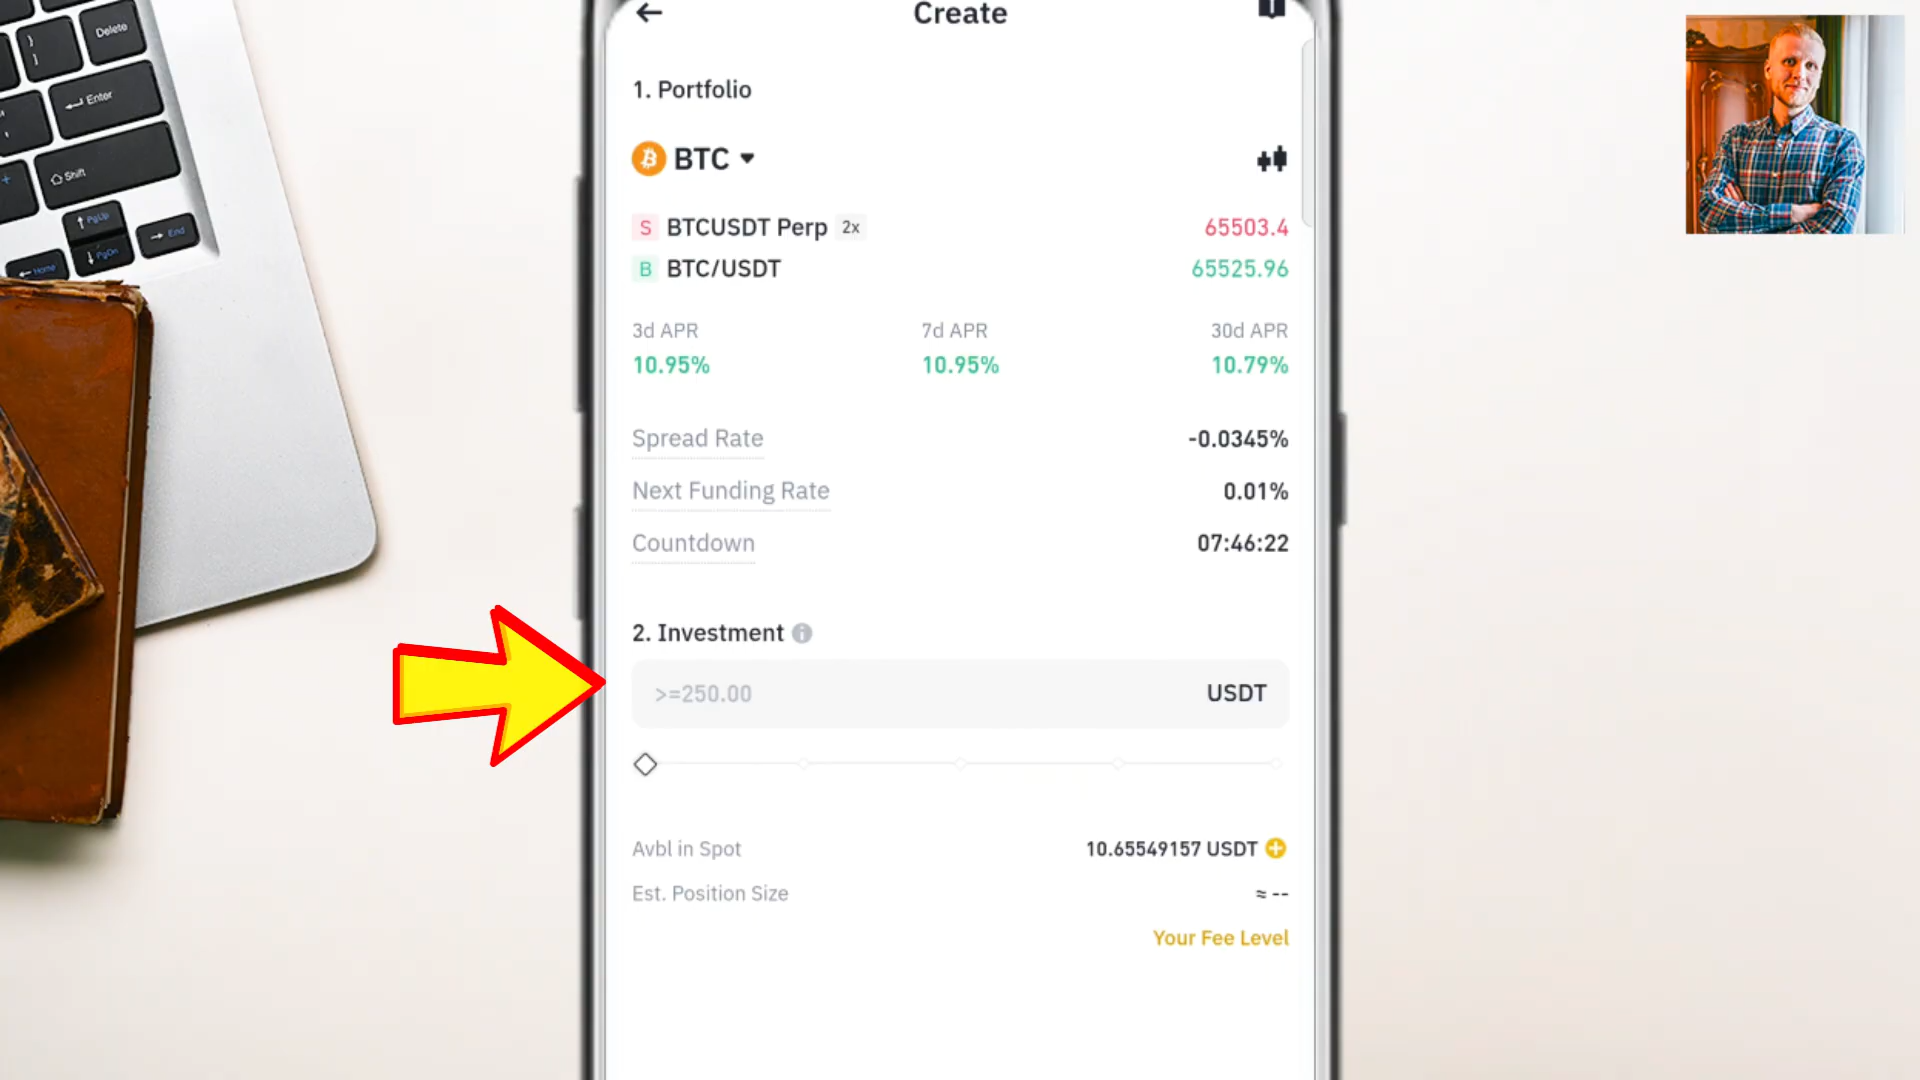 Delete
Enter
Shift
PgUp
End
PgDn
Home
Create
1. Portfolio
BTC
S BTCUSDT Perp 2x 65503.4
B BTC/USDT 65525.96
3d APR 7d APR 30d APR
10.95% 10.95% 10.79%
Spread Rate -0.0345%
Next Funding Rate 0.01%
Countdown 07:46:22
2. Investment
>=250.00 USDT
Avbl in Spot 10.65549157 USDT
Est. Position Size ≈ --
Your Fee Level